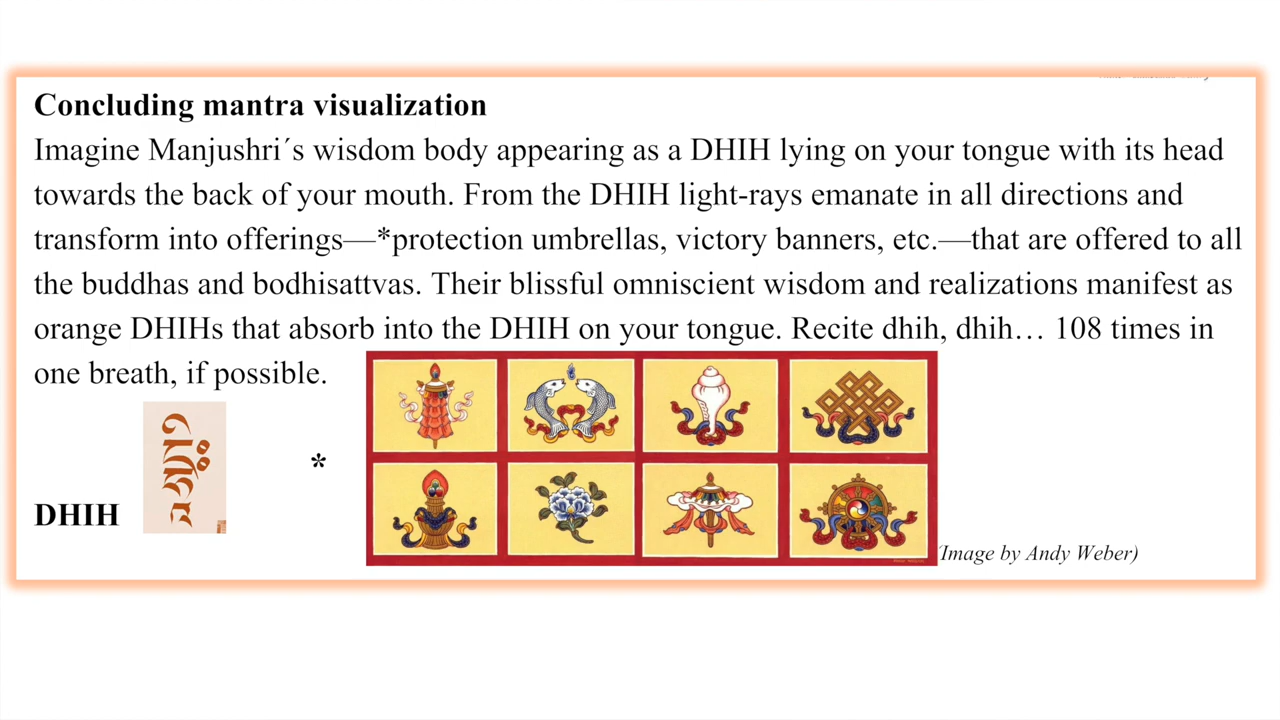 Concluding mantra visualization
Imagine Manjushri´s wisdom body appearing as a DHIH lying on your tongue with its head
towards the back of your mouth. From the DHIH light-rays emanate in all directions and
transform into offerings—*protection umbrellas, victory banners, etc.—that are offered to all
the buddhas and bodhisattvas. Their blissful omniscient wisdom and realizations manifest as
orange DHIHs that absorb into the DHIH on your tongue. Recite dhih, dhih… 108 times in
one breath, if possible.
*
DHIH
Image by Andy Weber)